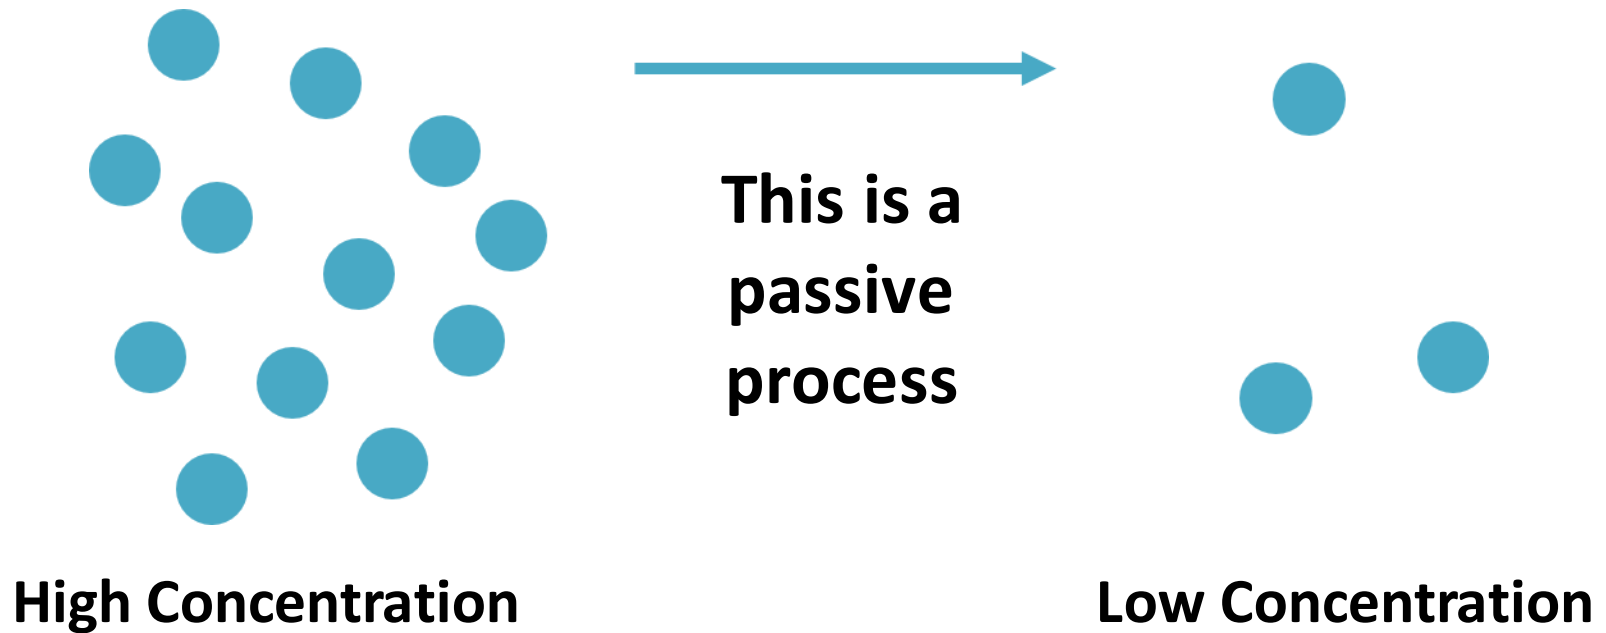 This is a
passive
process
High Concentration
Low Concentration